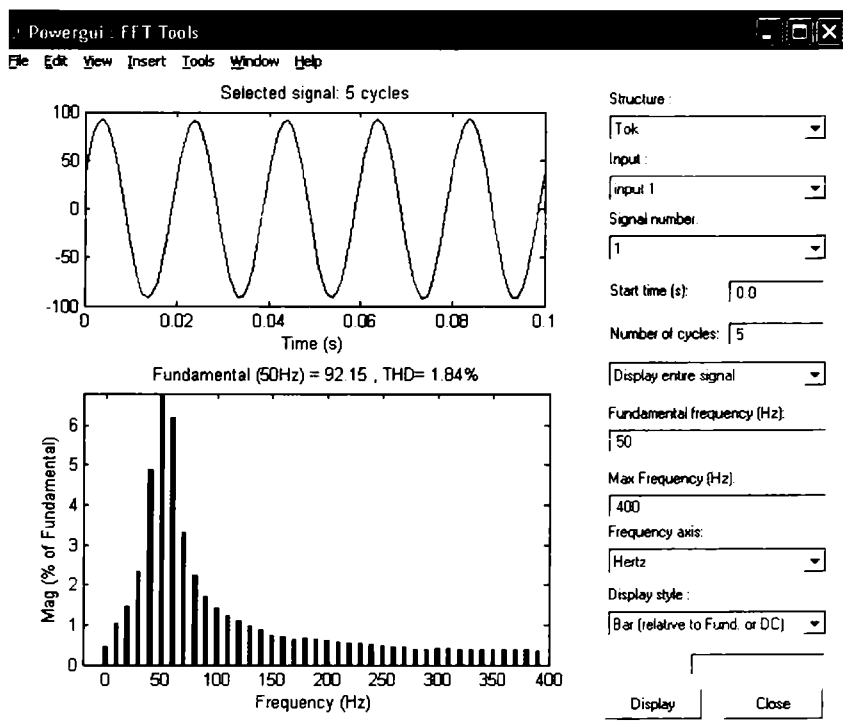 Powergui : FFT Tools
File Edit View Insert Tools Window Help
Selected signal: 5 cycles
100
50
0
-50
-100
0 0.02 0.04 0.06 0.08 0.1
Time (s)
Fundamental (50Hz) = 92.15 , THD= 1.84%
6
5
4
3
2
1
0
Mag (% of Fundamental)
0 50 100 150 200 250 300 350 400
Frequency (Hz)
Structure :
Tok
Input :
input 1
Signal number:
1
Start time (s): 0.0
Number of cycles: 5
Display entire signal
Fundamental frequency (Hz):
50
Max Frequency (Hz):
400
Frequency axis:
Hertz
Display style :
Bar (relative to Fund. or DC)
Display Close